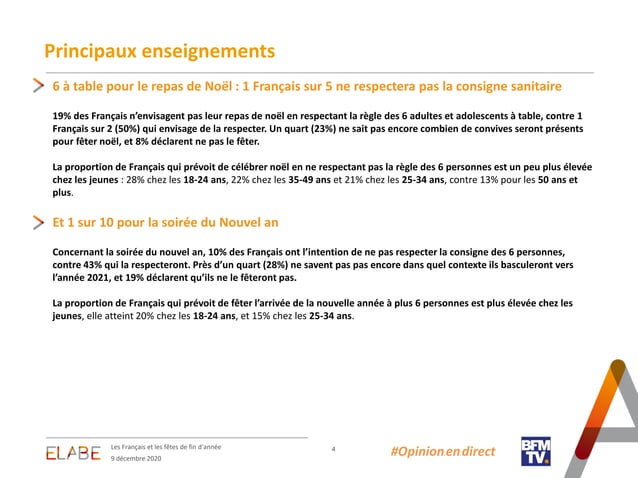 Principaux enseignements
6 à table pour le repas de Noël : 1 Français sur 5 ne respectera pas la consigne sanitaire
19% des Français n’envisagent pas leur repas de noël en respectant la règle des 6 adultes et adolescents à table, contre 1
Français sur 2 (50%) qui envisage de la respecter. Un quart (23%) ne sait pas encore combien de convives seront présents
pour fêter noël, et 8% déclarent ne pas le fêter.
La proportion de Français qui prévoit de célébrer noël en ne respectant pas la règle des 6 personnes est un peu plus élevée
chez les jeunes : 28% chez les 18-24 ans, 22% chez les 35-49 ans et 21% chez les 25-34 ans, contre 13% pour les 50 ans et
plus.
Et 1 sur 10 pour la soirée du Nouvel an
Concernant la soirée du nouvel an, 10% des Français ont l’intention de ne pas respecter la consigne des 6 personnes,
contre 43% qui la respecteront. Près d’un quart (28%) ne savent pas pas encore dans quel contexte ils basculeront vers
l’année 2021, et 19% déclarent qu’ils ne le fêteront pas.
La proportion de Français qui prévoit de fêter l’arrivée de la nouvelle année à plus 6 personnes est plus élevée chez les
jeunes, elle atteint 20% chez les 18-24 ans, et 15% chez les 25-34 ans.
ELABE
Les Français et les fêtes de fin d’année
9 décembre 2020
4
#Opinion en direct
BFM
TV.